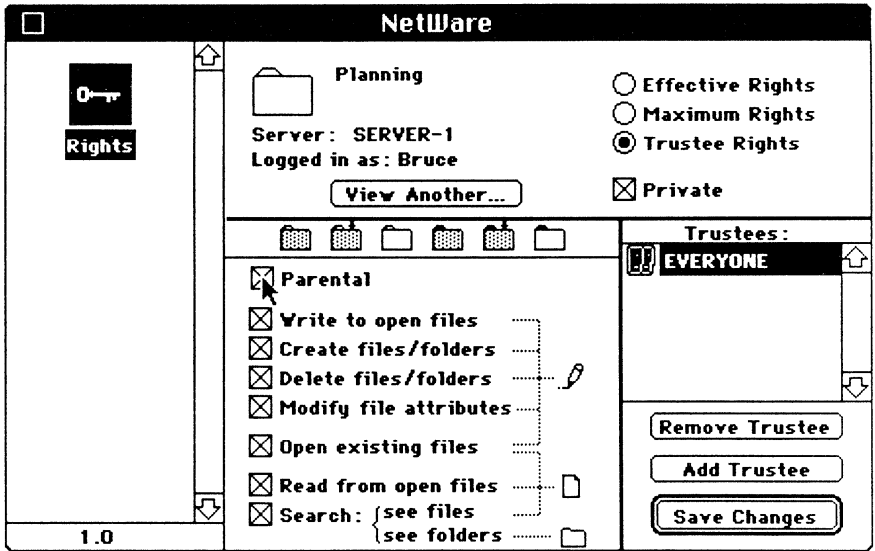 NetWare
Rights
1.0
Planning
Server: SERVER-1
Logged in as: Bruce
View Another...
Effective Rights
Maximum Rights
Trustee Rights
Private
Parental
Write to open files
Create files/folders
Delete files/folders
Modify file attributes
Open existing files
Read from open files
Search: see files
see folders
Trustees:
EVERYONE
Remove Trustee
Add Trustee
Save Changes